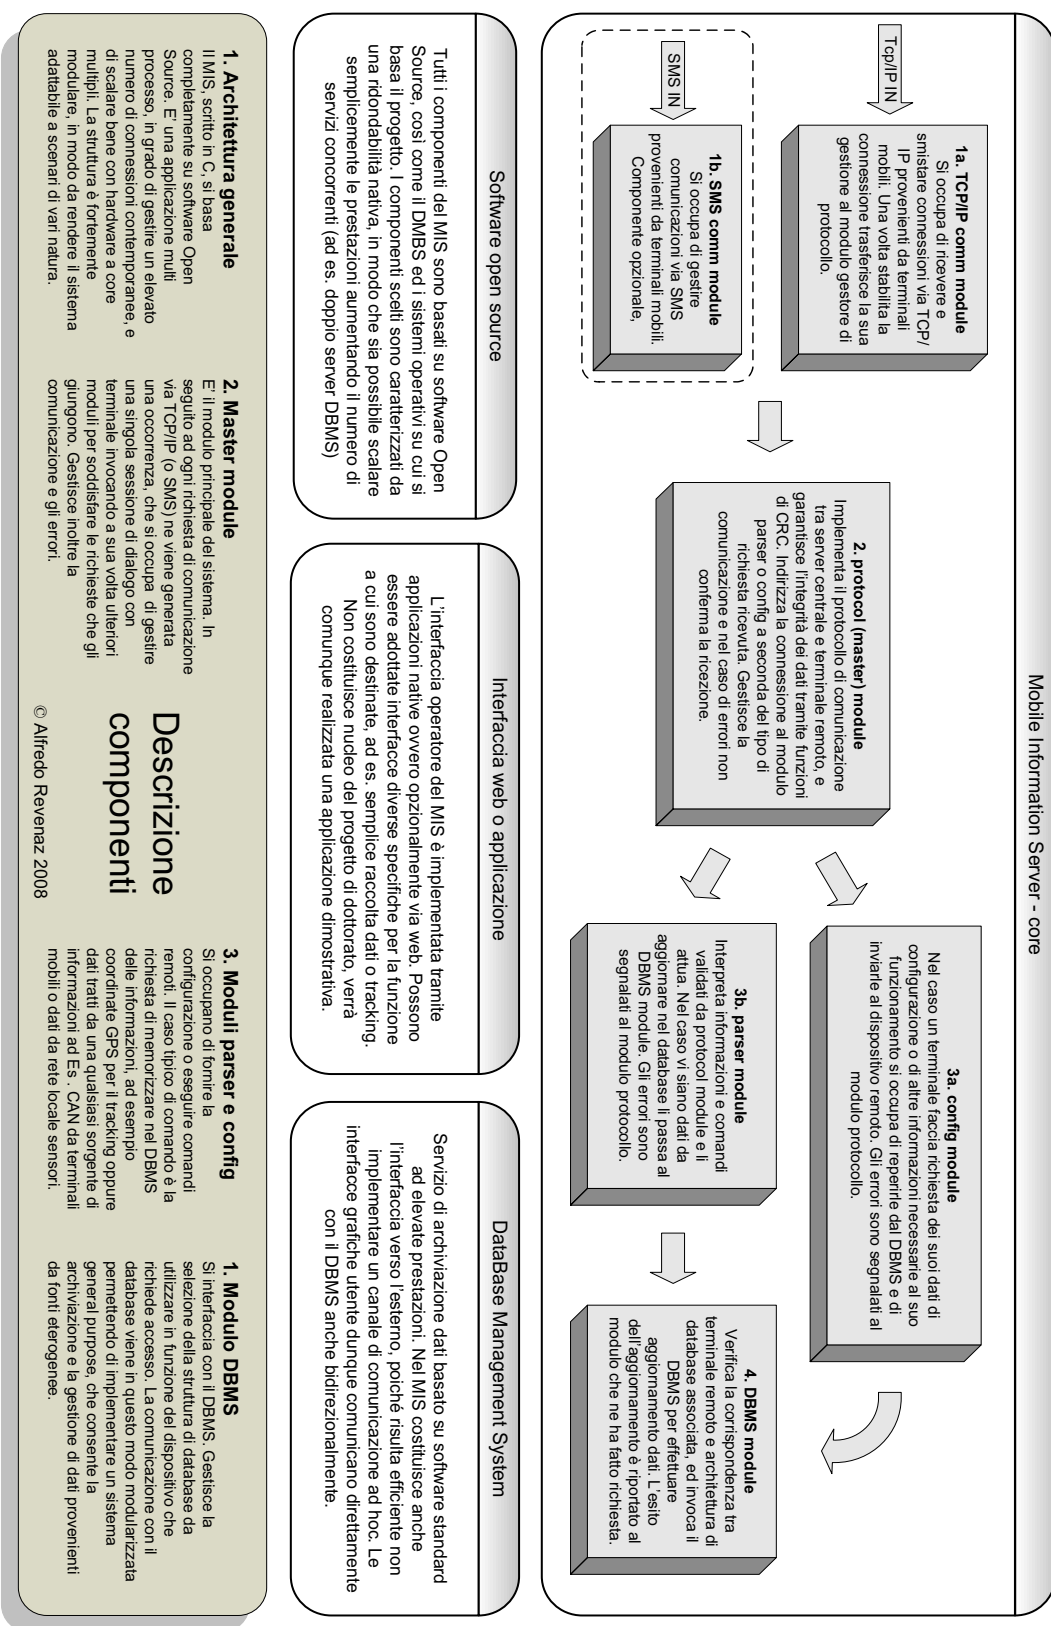 Mobile Information Server - core
Tcp/IP IN
1a. TCP/IP comm module
Si occupa di ricevere e
smistare connessioni via TCP/
IP provenienti da terminali
mobili. Una volta stabilita la
connessione trasferisce la sua
gestione al modulo gestore di
protocollo.
SMS IN
1b. SMS comm module
Si occupa di gestire
comunicazioni via SMS
provenienti da terminali mobili.
Componente opzionale,
2. protocol (master) module
Implementa il protocollo di comunicazione
tra server centrale e terminale remoto, e
garantisce l'integrità dei dati tramite funzioni
di CRC. Indirizza la connessione al modulo
parser o config a seconda del tipo di
richiesta ricevuta. Gestisce la
comunicazione e nel caso di errori non
conferma la ricezione.
3a. config module
Nel caso un terminale faccia richiesta dei suoi dati di
configurazione o di altre informazioni necessarie al suo
funzionamento si occupa di reperirle dal DBMS e di
inviarle al dispositivo remoto. Gli errori sono segnalati al
modulo protocollo.
3b. parser module
Interpreta informazioni e comandi
validati da protocol module e li
attua. Nel caso vi siano dati da
aggiornare nel database li passa al
DBMS module. Gli errori sono
segnalati al modulo protocollo.
4. DBMS module
Verifica la corrispondenza tra
terminale remoto e architettura di
database associata, ed invoca il
DBMS per effettuare
aggiornamento dati. L'esito
dell'aggiornamento è riportato al
modulo che ne ha fatto richiesta.
Software open source
Tutti i componenti del MIS sono basati su software Open
Source, così come il DMBS ed i sistemi operativi su cui si
basa il progetto. I componenti scelti sono caratterizzati da
una ridondabilità nativa, in modo che sia possibile scalare
semplicemente le prestazioni aumentando il numero di
servizi concorrenti (ad es. doppio server DBMS)
Interfaccia web o applicazione
L'interfaccia operatore del MIS è implementata tramite
applicazioni native ovvero opzionalmente via web. Possono
essere adottate interfacce diverse specifiche per la funzione
a cui sono destinate, ad es. semplice raccolta dati o tracking.
Non costituisce nucleo del progetto di dottorato, verrà
comunque realizzata una applicazione dimostrativa.
DataBase Management System
Servizio di archiviazione dati basato su software standard
ad elevate prestazioni. Nel MIS costituisce anche
l'interfaccia verso l'esterno, poiché risulta efficiente non
implementare un canale di comunicazione ad hoc. Le
interfacce grafiche utente dunque comunicano direttamente
con il DBMS anche bidirezionalmente.
1. Architettura generale
Il MIS, scritto in C, si basa
completamente su software Open
Source. E' una applicazione multi
processo, in grado di gestire un elevato
numero di connessioni contemporanee, e
di scalare bene con hardware a core
multipli. La struttura è fortemente
modulare, in modo da rendere il sistema
adattabile a scenari di vari natura.
2. Master module
E' il modulo principale del sistema. In
seguito ad ogni richiesta di comunicazione
via TCP/IP (o SMS) ne viene generata
una occorrenza, che si occupa di gestire
una singola sessione di dialogo con
terminale invocando a sua volta ulteriori
moduli per soddisfare le richieste che gli
giungono. Gestisce inoltre la
comunicazione e gli errori.
Descrizione
componenti
© Alfredo Revenaz 2008
3. Moduli parser e config
Si occupano di fornire la
configurazione o eseguire comandi
remoti. Il caso tipico di comando è la
richiesta di memorizzare nel DBMS
delle informazioni, ad esempio
coordinate GPS per il tracking oppure
dati tratti da una qualsiasi sorgente di
informazioni ad Es . CAN da terminali
mobili o dati da rete locale sensori.
1. Modulo DBMS
Si interfaccia con il DBMS. Gestisce la
selezione della struttura di database da
utilizzare in funzione del dispositivo che
richiede accesso. La comunicazione con il
database viene in questo modo modularizzata
permettendo di implementare un sistema
general purpose, che consente la
archiviazione e la gestione di dati provenienti
da fonti eterogenee.